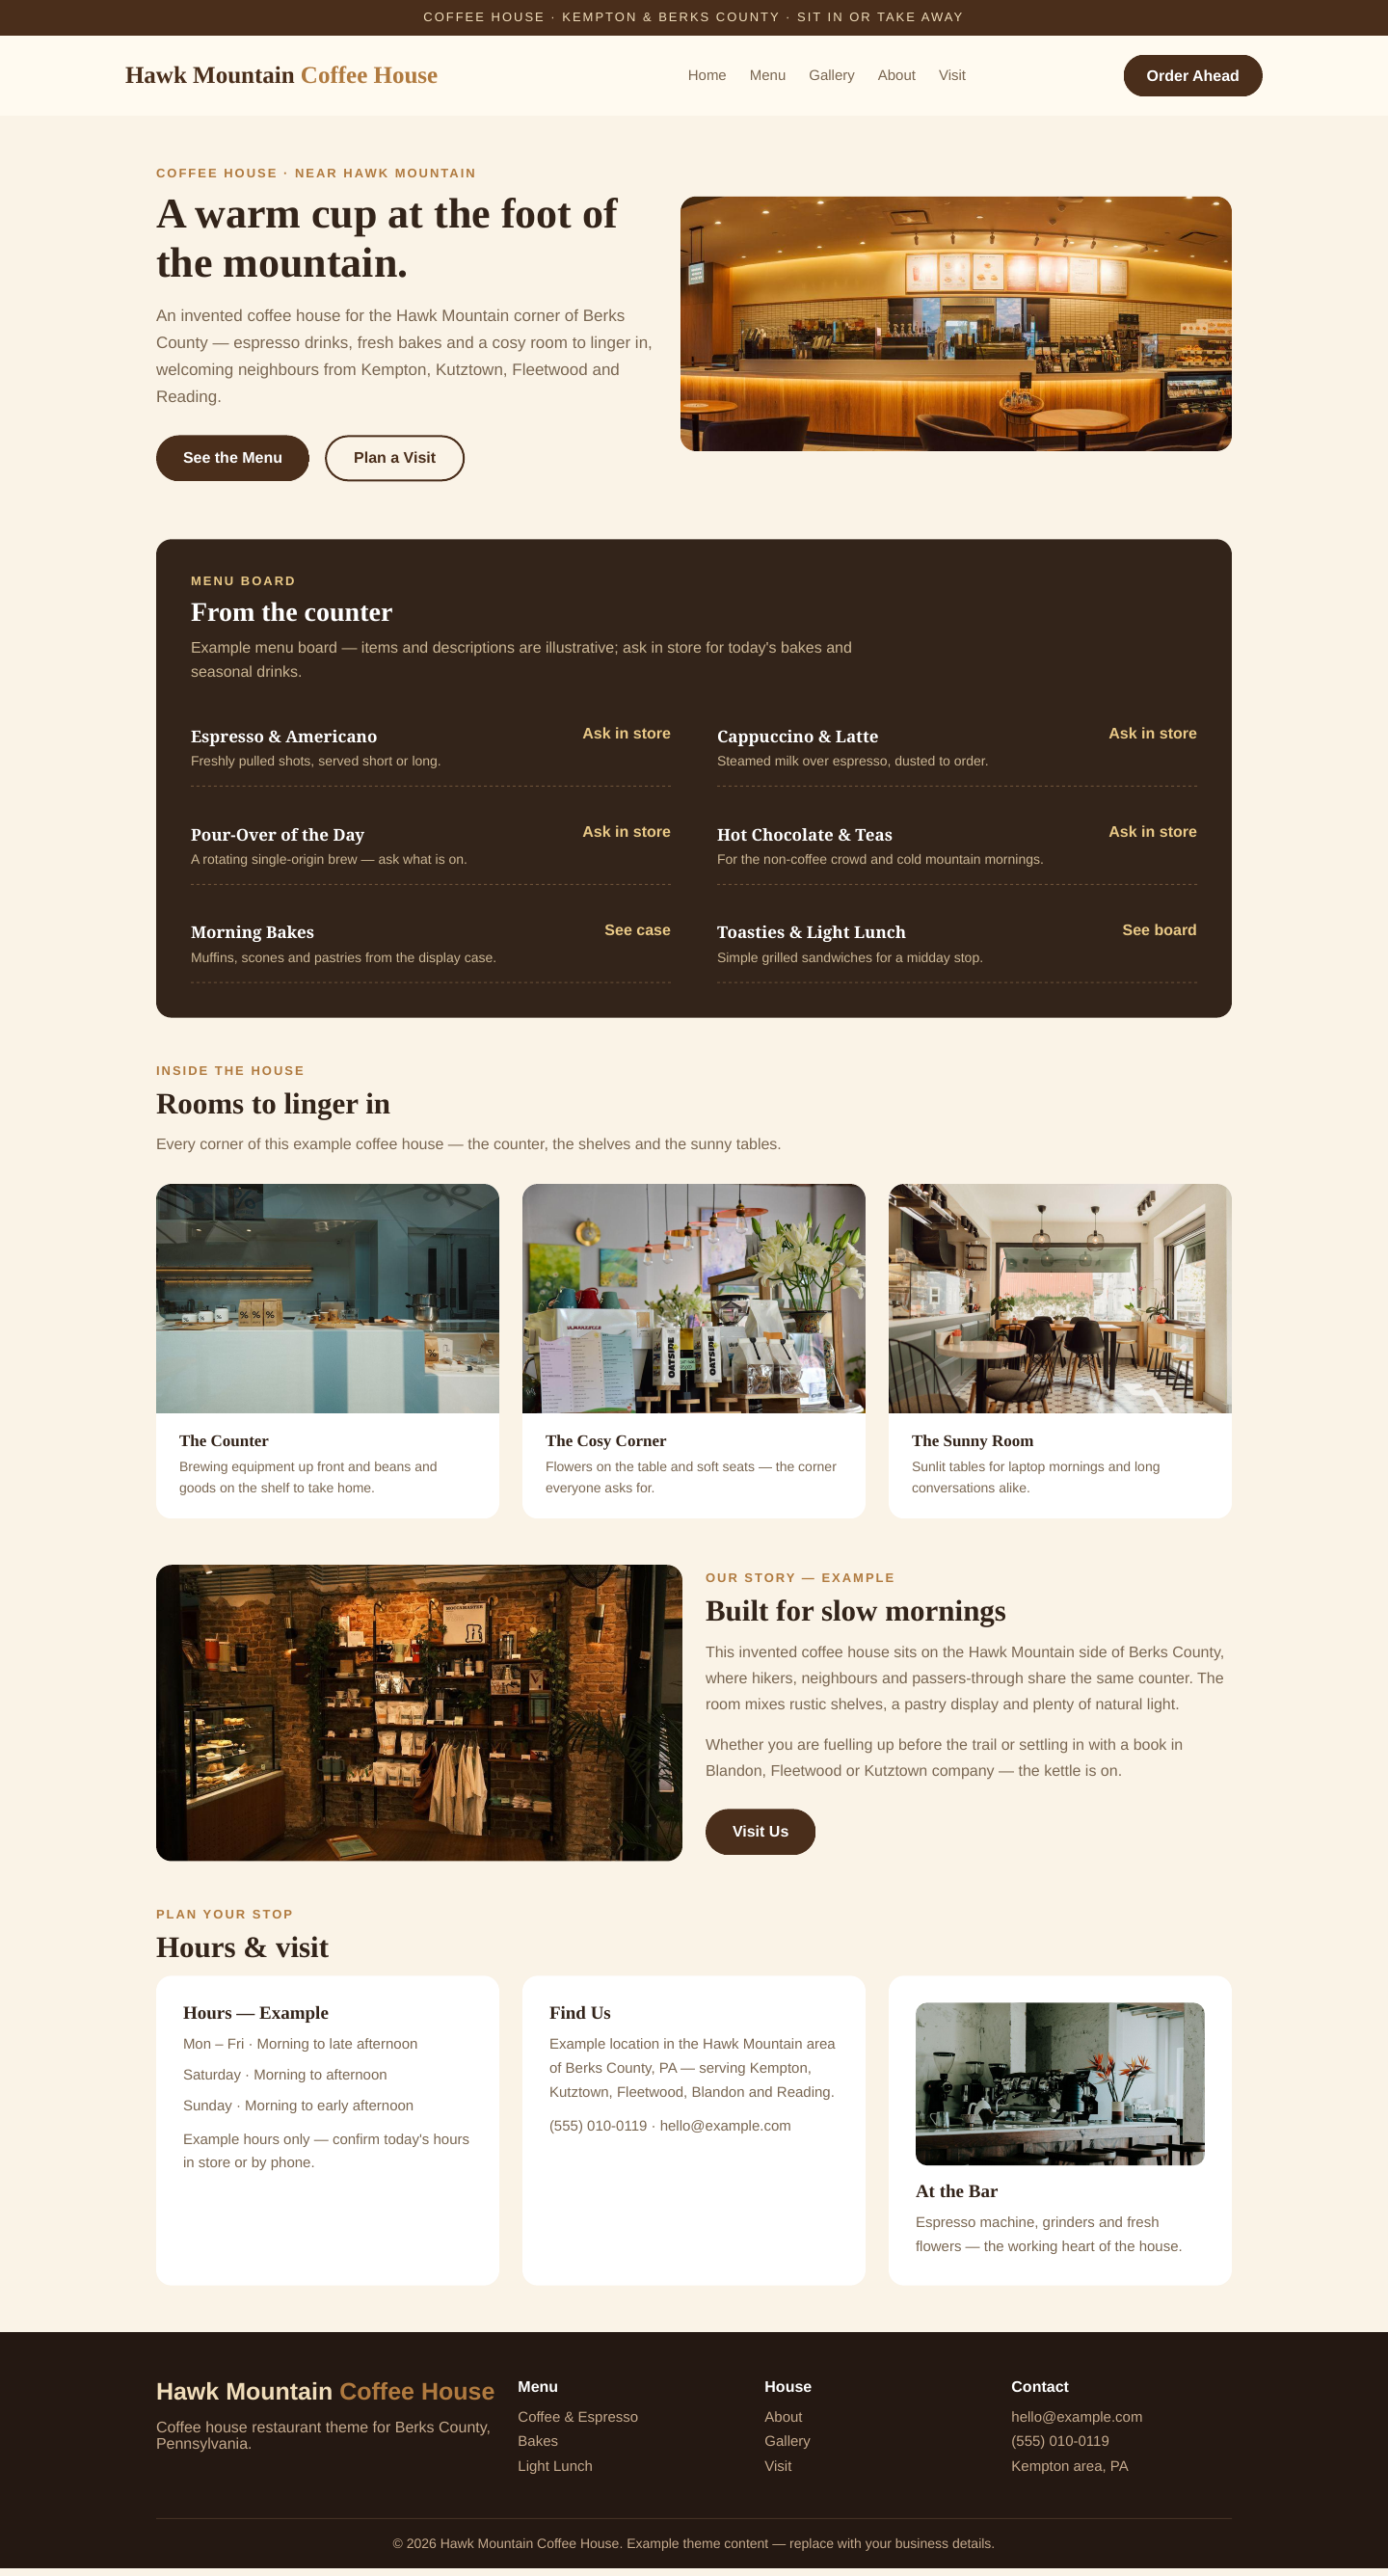 COFFEE HOUSE · KEMPTON & BERKS COUNTY · SIT IN OR TAKE AWAY
Hawk Mountain Coffee House
Home Menu Gallery About Visit
Order Ahead
COFFEE HOUSE · NEAR HAWK MOUNTAIN
A warm cup at the foot of
the mountain.
An invented coffee house for the Hawk Mountain corner of Berks
County — espresso drinks, fresh bakes and a cosy room to linger in,
welcoming neighbours from Kempton, Kutztown, Fleetwood and
Reading.
See the Menu
Plan a Visit
MENU BOARD
From the counter
Example menu board — items and descriptions are illustrative; ask in store for today's bakes and
seasonal drinks.
Espresso & Americano Ask in store
Freshly pulled shots, served short or long.
Cappuccino & Latte Ask in store
Steamed milk over espresso, dusted to order.
Pour-Over of the Day Ask in store
A rotating single-origin brew — ask what is on.
Hot Chocolate & Teas Ask in store
For the non-coffee crowd and cold mountain mornings.
Morning Bakes See case
Muffins, scones and pastries from the display case.
Toasties & Light Lunch See board
Simple grilled sandwiches for a midday stop.
INSIDE THE HOUSE
Rooms to linger in
Every corner of this example coffee house — the counter, the shelves and the sunny tables.
% % %
OATSIDE
OATSIDE
The Counter
Brewing equipment up front and beans and
goods on the shelf to take home.
The Cosy Corner
Flowers on the table and soft seats — the corner
everyone asks for.
The Sunny Room
Sunlit tables for laptop mornings and long
conversations alike.
MOCCAMASTER
OUR STORY — EXAMPLE
Built for slow mornings
This invented coffee house sits on the Hawk Mountain side of Berks County,
where hikers, neighbours and passers-through share the same counter. The
room mixes rustic shelves, a pastry display and plenty of natural light.
Whether you are fuelling up before the trail or settling in with a book in
Blandon, Fleetwood or Kutztown company — the kettle is on.
Visit Us
PLAN YOUR STOP
Hours & visit
Hours — Example
Mon – Fri · Morning to late afternoon
Saturday · Morning to afternoon
Sunday · Morning to early afternoon
Example hours only — confirm today's hours
in store or by phone.
Find Us
Example location in the Hawk Mountain area
of Berks County, PA — serving Kempton,
Kutztown, Fleetwood, Blandon and Reading.
(555) 010-0119 · hello@example.com
At the Bar
Espresso machine, grinders and fresh
flowers — the working heart of the house.
Hawk Mountain Coffee House
Coffee house restaurant theme for Berks County,
Pennsylvania.
Menu
Coffee & Espresso
Bakes
Light Lunch
House
About
Gallery
Visit
Contact
hello@example.com
(555) 010-0119
Kempton area, PA
© 2026 Hawk Mountain Coffee House. Example theme content — replace with your business details.